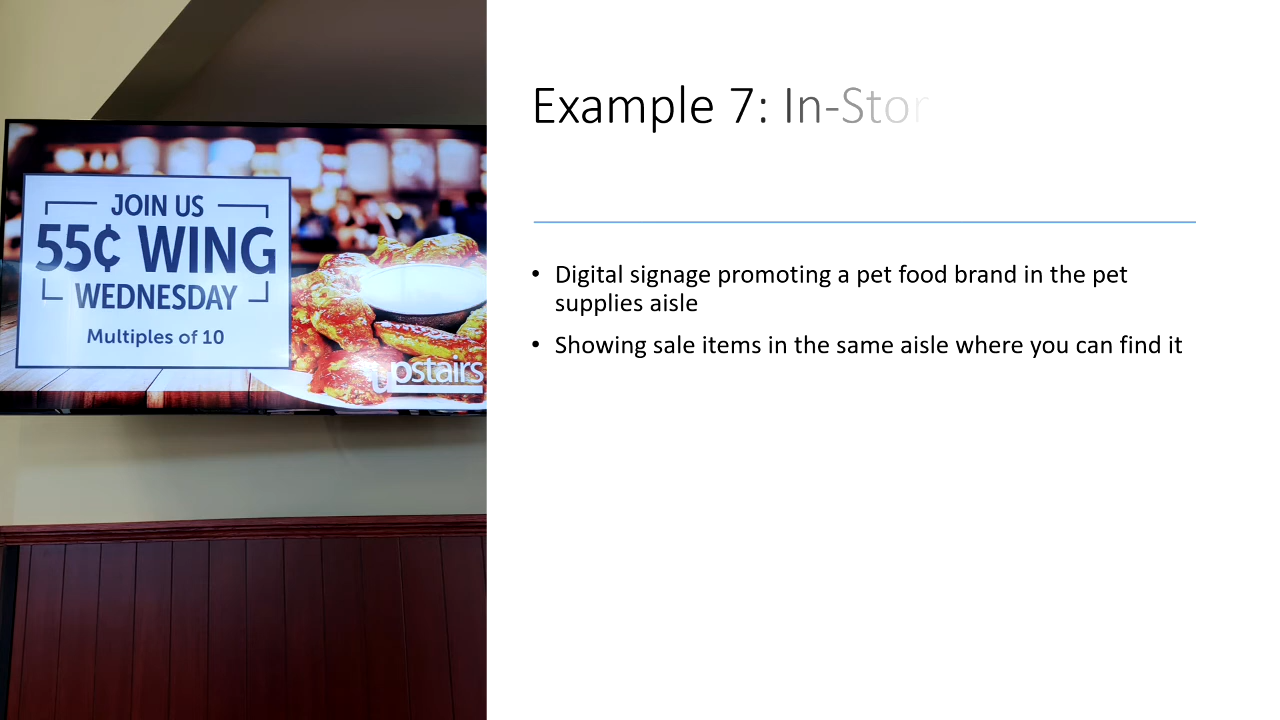 JOIN US
55¢ WING
WEDNESDAY
Multiples of 10
upstairs
Example 7: In-Stor
• Digital signage promoting a pet food brand in the pet
supplies aisle
• Showing sale items in the same aisle where you can find it